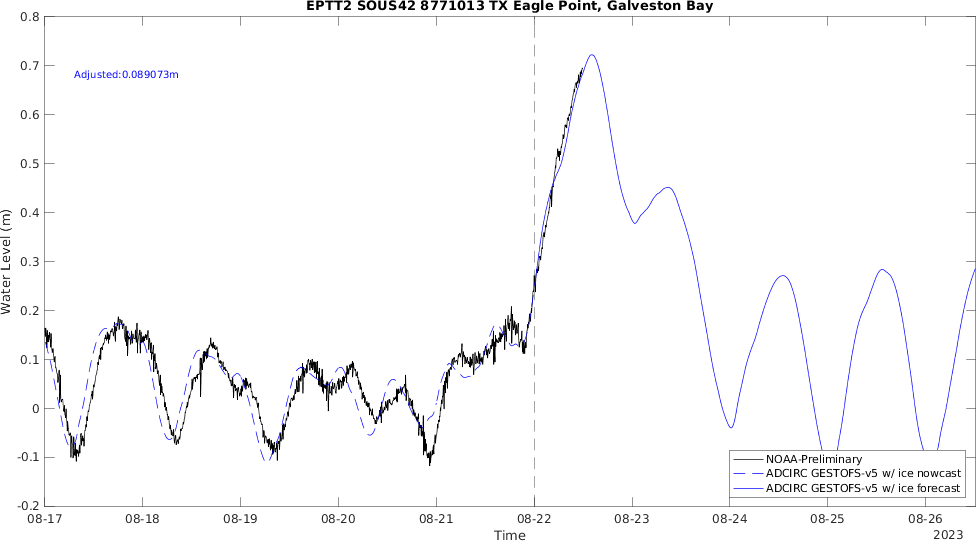 EPTT2 SOUS42 8771013 TX Eagle Point, Galveston Bay
0.8
0.7
Adjusted:0.089073m
0.6
0.5
0.4
0.3
0.2
0.1
0
-0.1
-0.2
Water Level (m)
NOAA-Preliminary
ADCIRC GESTOFS-v5 w/ ice nowcast
ADCIRC GESTOFS-v5 w/ ice forecast
08-17 08-18 08-19 08-20 08-21 08-22 08-23 08-24 08-25 08-26
Time
2023